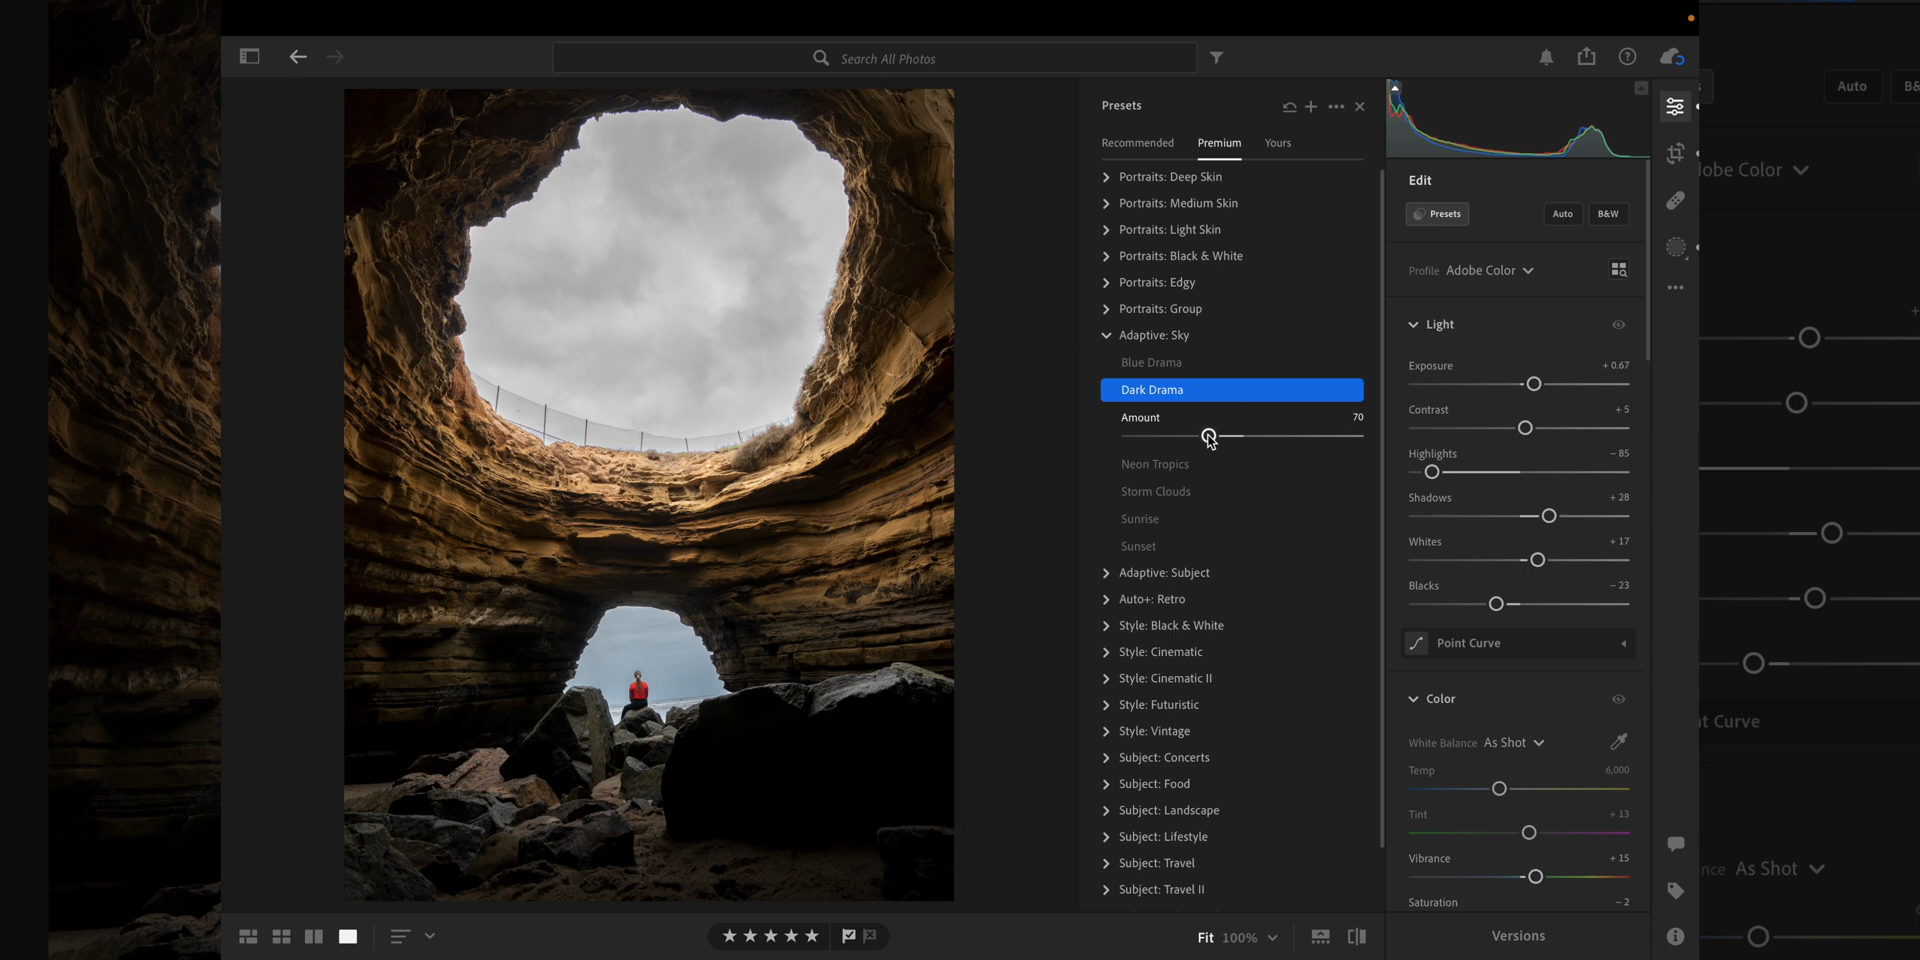 Search All Photos
Presets
Recommended
Premium
Yours
Portraits: Deep Skin
Portraits: Medium Skin
Portraits: Light Skin
Portraits: Black & White
Portraits: Edgy
Portraits: Group
Adaptive: Sky
Blue Drama
Dark Drama
Amount 70
Neon Tropics
Storm Clouds
Sunrise
Sunset
Adaptive: Subject
Auto+: Retro
Style: Black & White
Style: Cinematic
Style: Cinematic II
Style: Futuristic
Style: Vintage
Subject: Concerts
Subject: Food
Subject: Landscape
Subject: Lifestyle
Subject: Travel
Subject: Travel II
Fit 100%
Edit
Presets
Auto
B&W
Profile Adobe Color
Light
Exposure + 0.67
Contrast + 5
Highlights – 85
Shadows + 28
Whites + 17
Blacks – 23
Point Curve
Color
White Balance As Shot
Temp 6,000
Tint + 13
Vibrance + 15
Saturation – 2
Versions
Auto
B&
obe Color
t Curve
nce As Shot